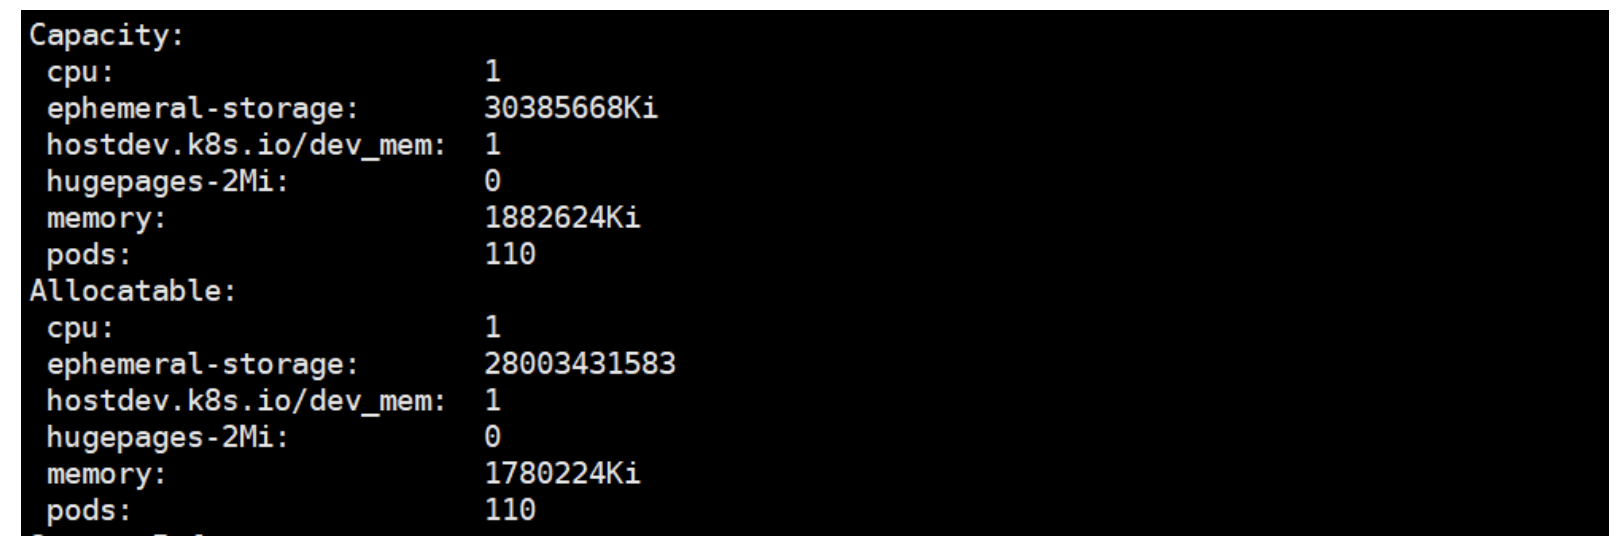 Capacity:
cpu: 1
ephemeral-storage: 30385668Ki
hostdev.k8s.io/dev_mem: 1
hugepages-2Mi: 0
memory: 1882624Ki
pods: 110
Allocatable:
cpu: 1
ephemeral-storage: 28003431583
hostdev.k8s.io/dev_mem: 1
hugepages-2Mi: 0
memory: 1780224Ki
pods: 110